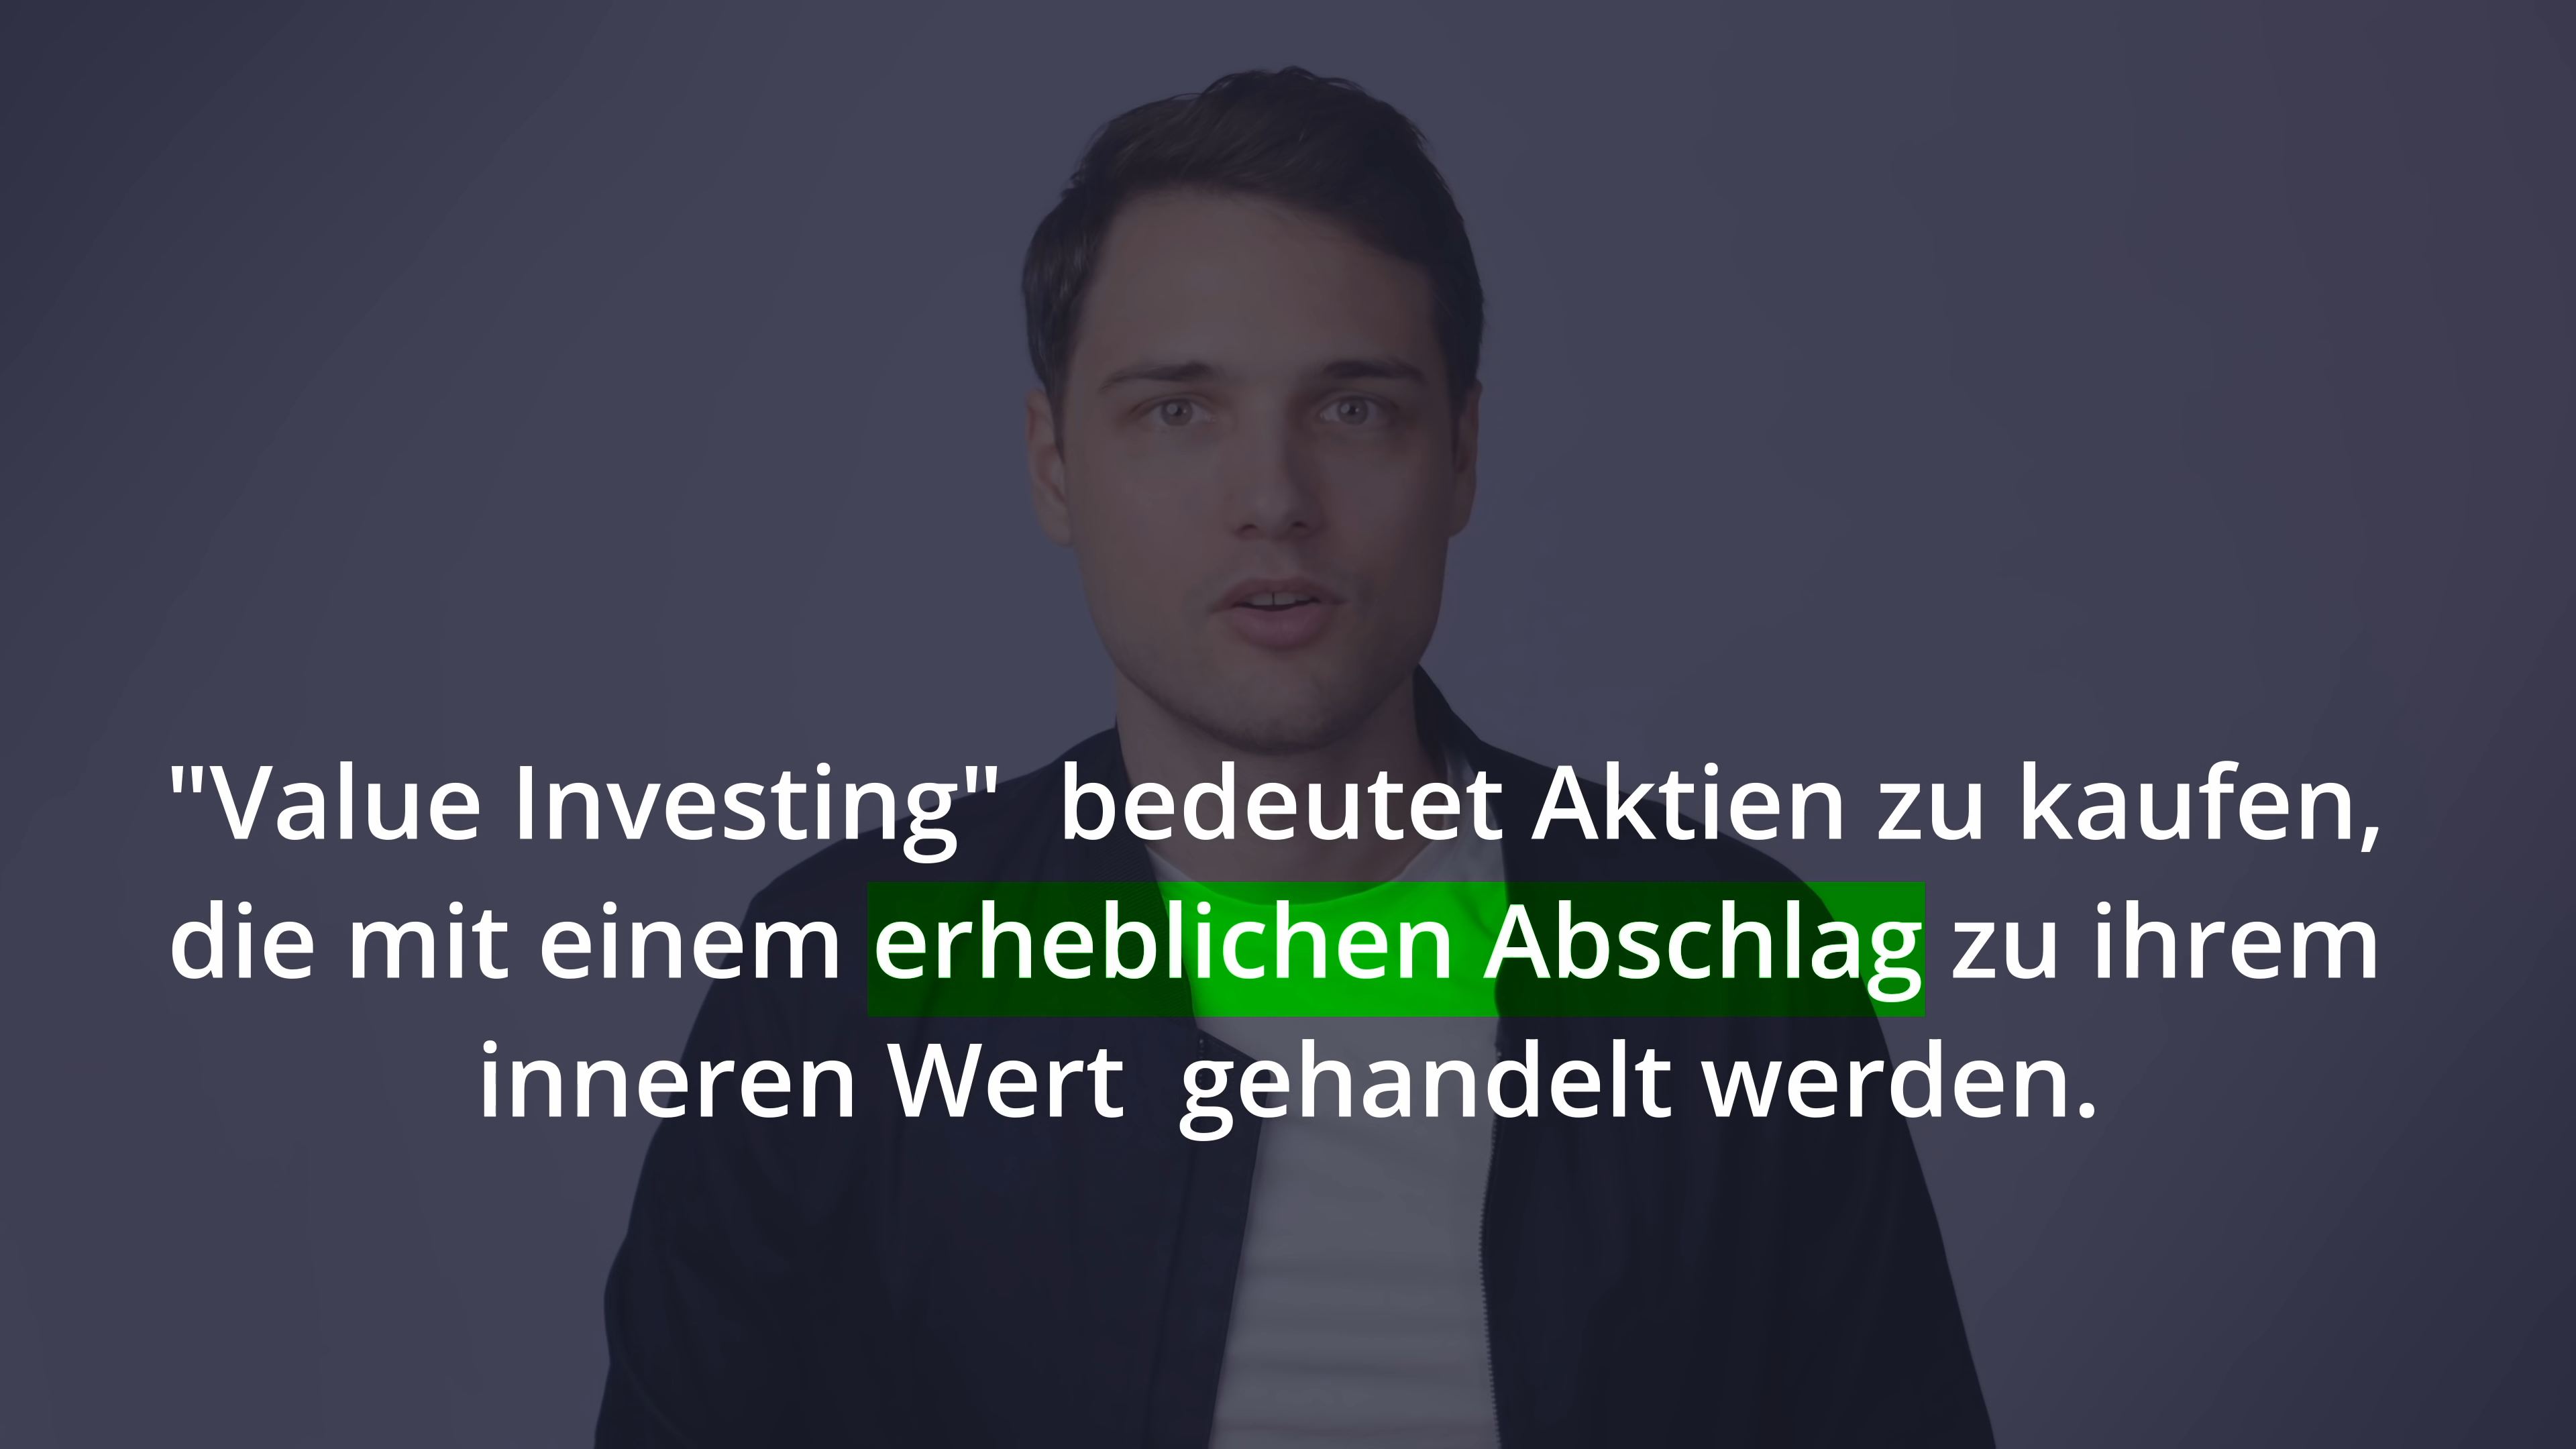 "Value Investing"  bedeutet Aktien zu kaufen,
die mit einem erheblichen Abschlag zu ihrem
inneren Wert  gehandelt werden.